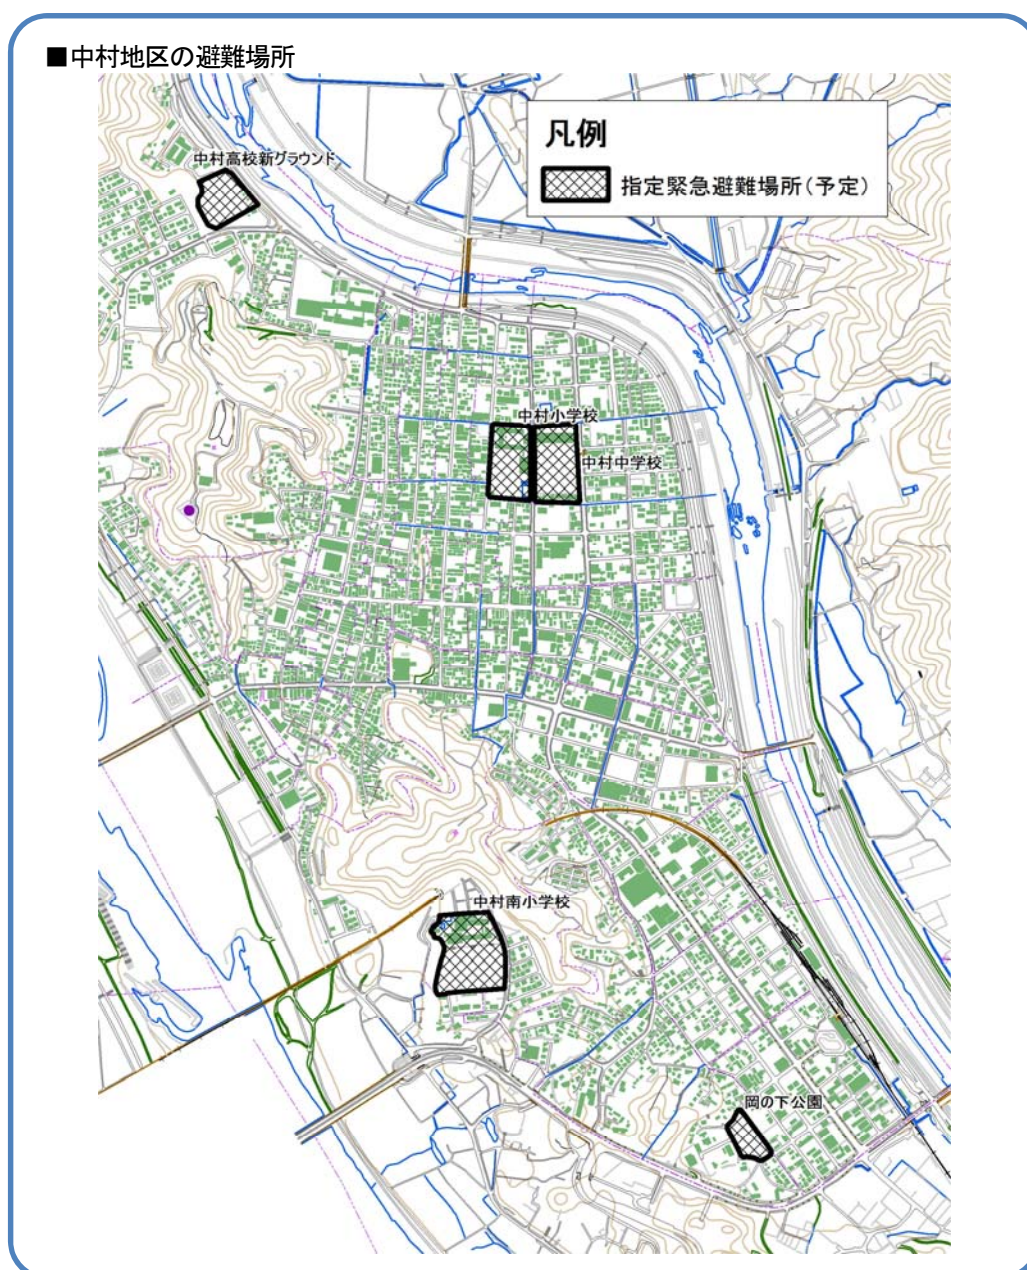 ■中村地区の避難場所
凡例
指定緊急避難場所(予定)
中村高校新グラウンド
中村小学校
中村中学校
中村南小学校
岡の下公園